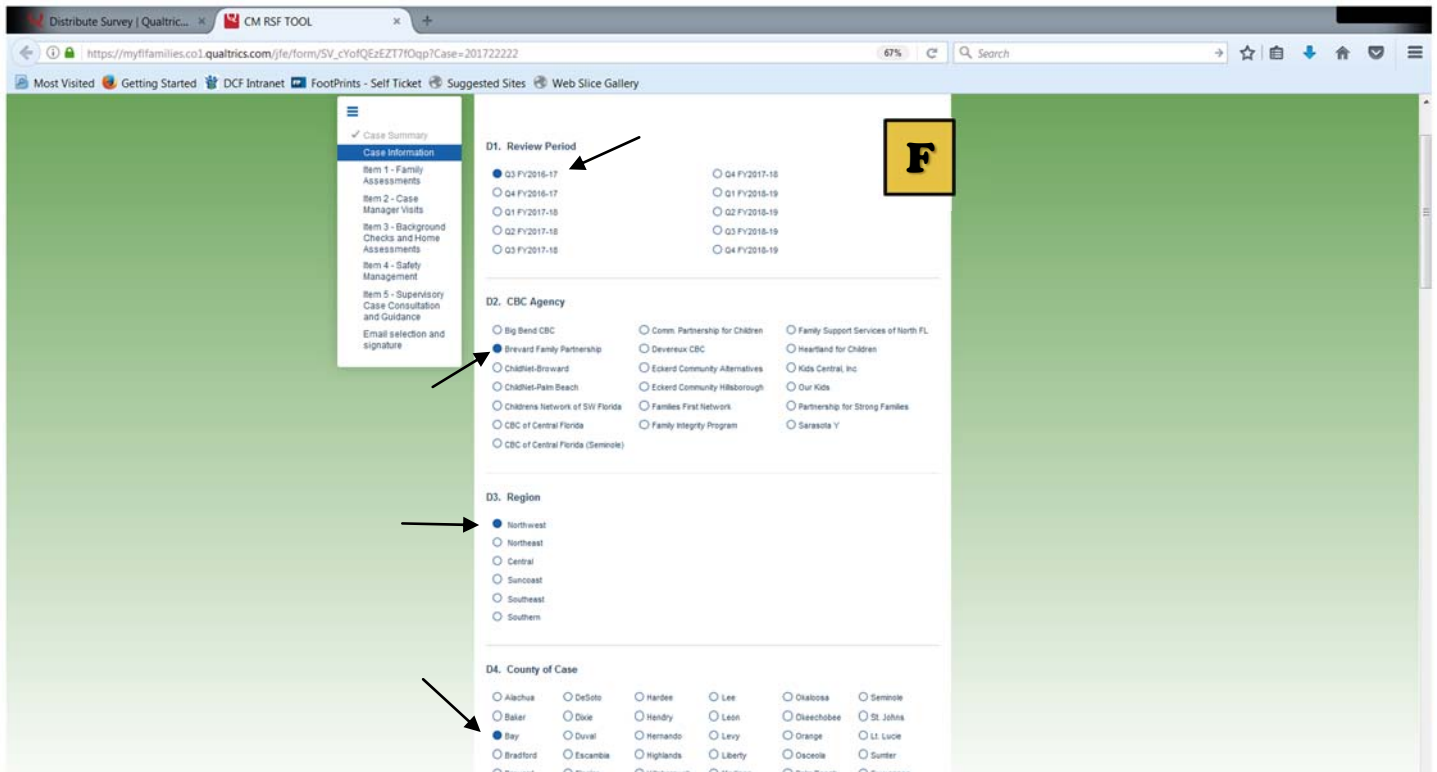 Distribute Survey | Qualtric... × CM RSF TOOL × +
https://myflfamilies.co1.qualtrics.com/jfe/form/SV_cYofQEzEZT7fOqp?Case=201722222 67% Search
Most Visited Getting Started DCF Intranet FootPrints - Self Ticket Suggested Sites Web Slice Gallery
Case Summary
Case Information
Item 1 - Family
Assessments
Item 2 - Case
Manager Visits
Item 3 - Background
Checks and Home
Assessments
Item 4 - Safety
Management
Item 5 - Supervisory
Case Consultation
and Guidance
Email selection and
signature
F
D1. Review Period
Q3 FY2016-17 Q4 FY2017-18
Q4 FY2016-17 Q1 FY2018-19
Q1 FY2017-18 Q2 FY2018-19
Q2 FY2017-18 Q3 FY2018-19
Q3 FY2017-18 Q4 FY2018-19
D2. CBC Agency
Big Bend CBC Comm. Partnership for Children Family Support Services of North FL
Brevard Family Partnership Devereux CBC Heartland for Children
ChildNet-Broward Eckerd Community Alternatives Kids Central, Inc
ChildNet-Palm Beach Eckerd Community Hillsborough Our Kids
Childrens Network of SW Florida Families First Network Partnership for Strong Families
CBC of Central Florida Family Integrity Program Sarasota Y
CBC of Central Florida (Seminole)
D3. Region
Northwest
Northeast
Central
Suncoast
Southeast
Southern
D4. County of Case
Alachua DeSoto Hardee Lee Okaloosa Seminole
Baker Dixie Hendry Leon Okeechobee St. Johns
Bay Duval Hernando Levy Orange Lt. Lucie
Bradford Escambia Highlands Liberty Osceola Sumter